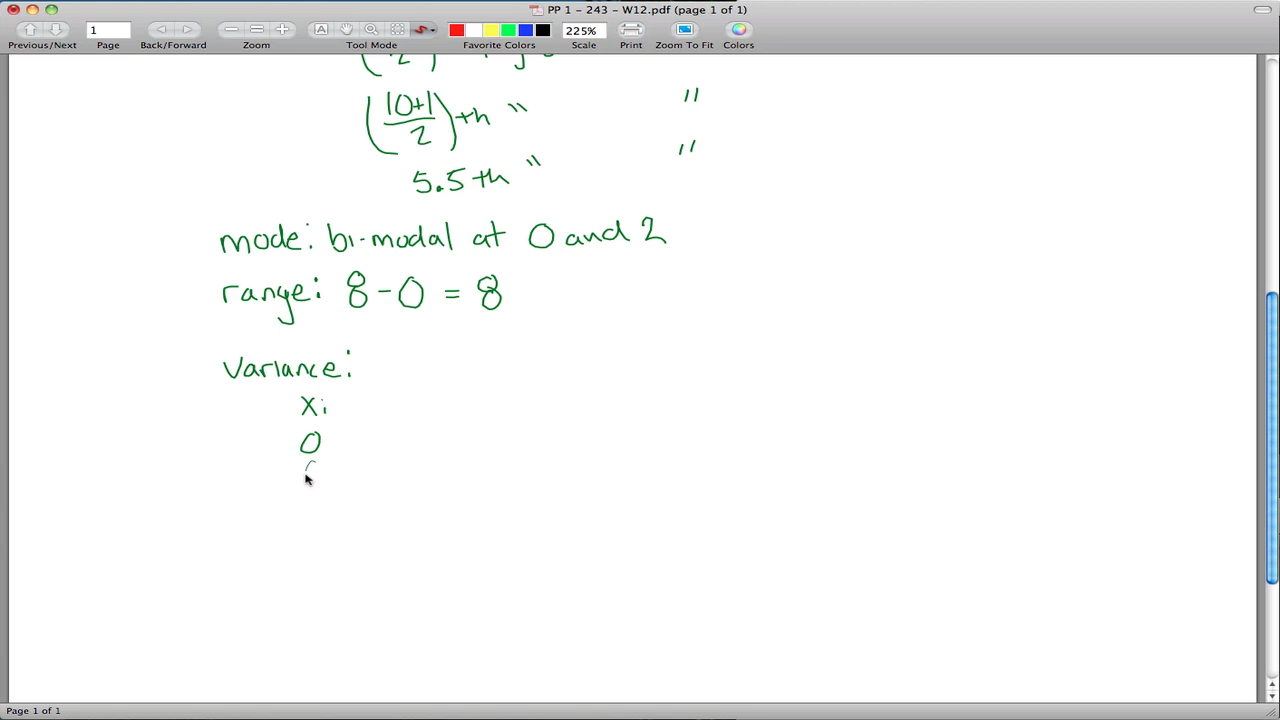 PP 1 - 243 - W12.pdf (page 1 of 1)
1
225%
Previous/Next Page Back/Forward Zoom Tool Mode Favorite Colors Scale Print Zoom To Fit Colors
(10+1/2)th " "
5.5th " "
mode: bi-modal at 0 and 2
range: 8-0 = 8
Variance:
xi
0
Page 1 of 1